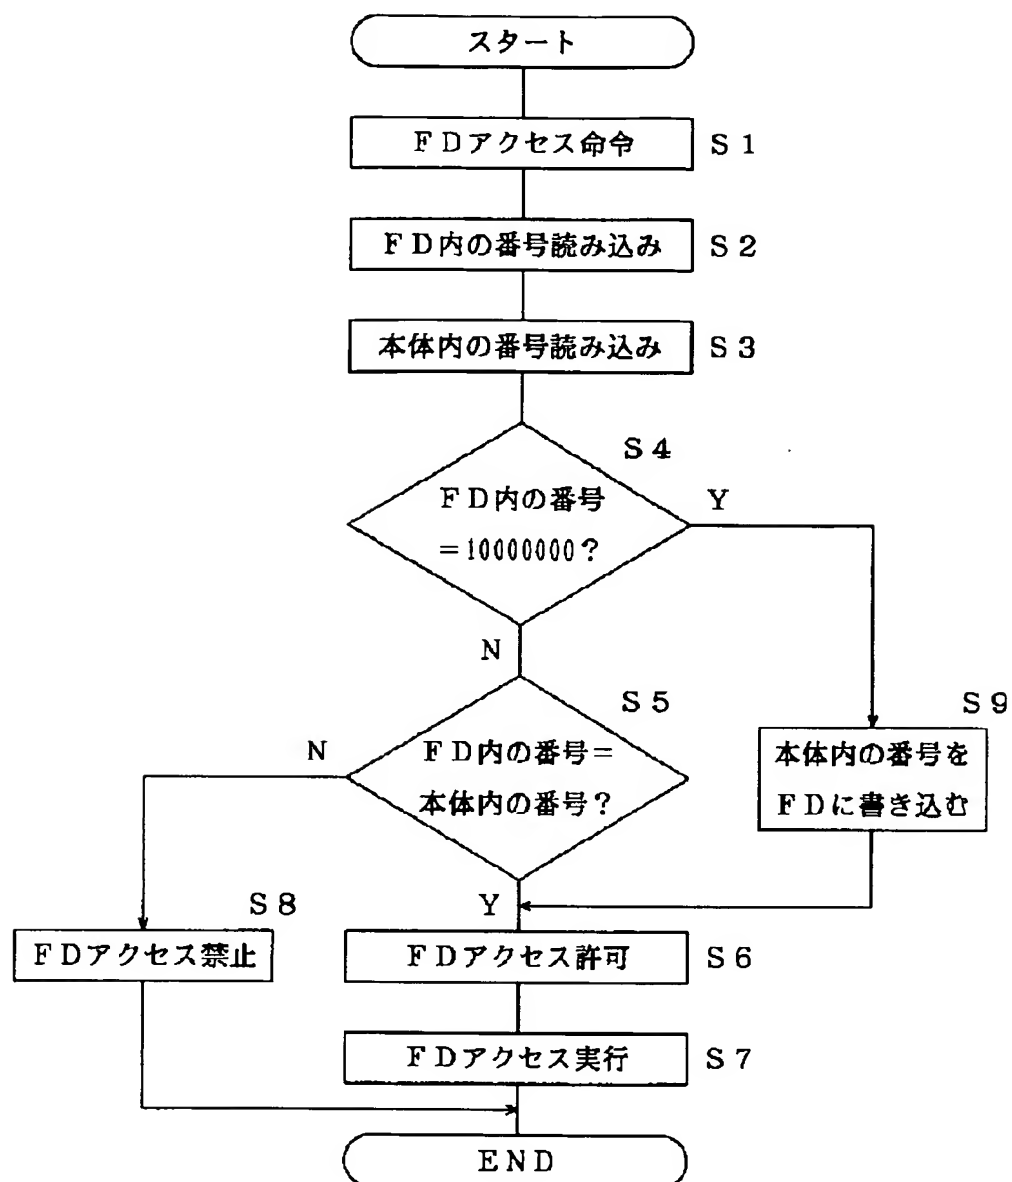 スタート
FDアクセス命令 S1
FD内の番号読み込み S2
本体内の番号読み込み S3
S4
FD内の番号
=10000000?
Y
N
S5
S9
N
FD内の番号=
本体内の番号?
本体内の番号を
FDに書き込む
S8
Y
FDアクセス禁止
FDアクセス許可 S6
FDアクセス実行 S7
END